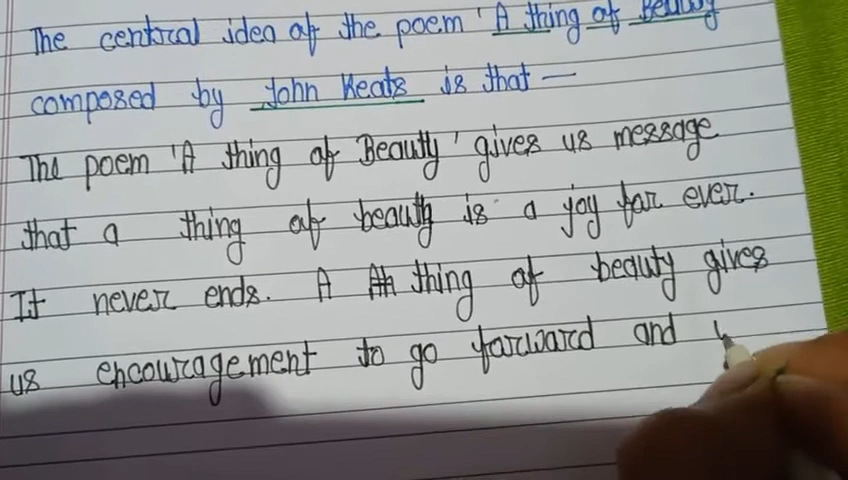 The central idea of the poem 'A thing of Beauty
composed by John Keats is that —
The poem 'A thing of Beauty' gives us message
that a thing of beauty is a joy for ever.
It never ends. A Ah thing of beauty gives
us encouragement to go forward and